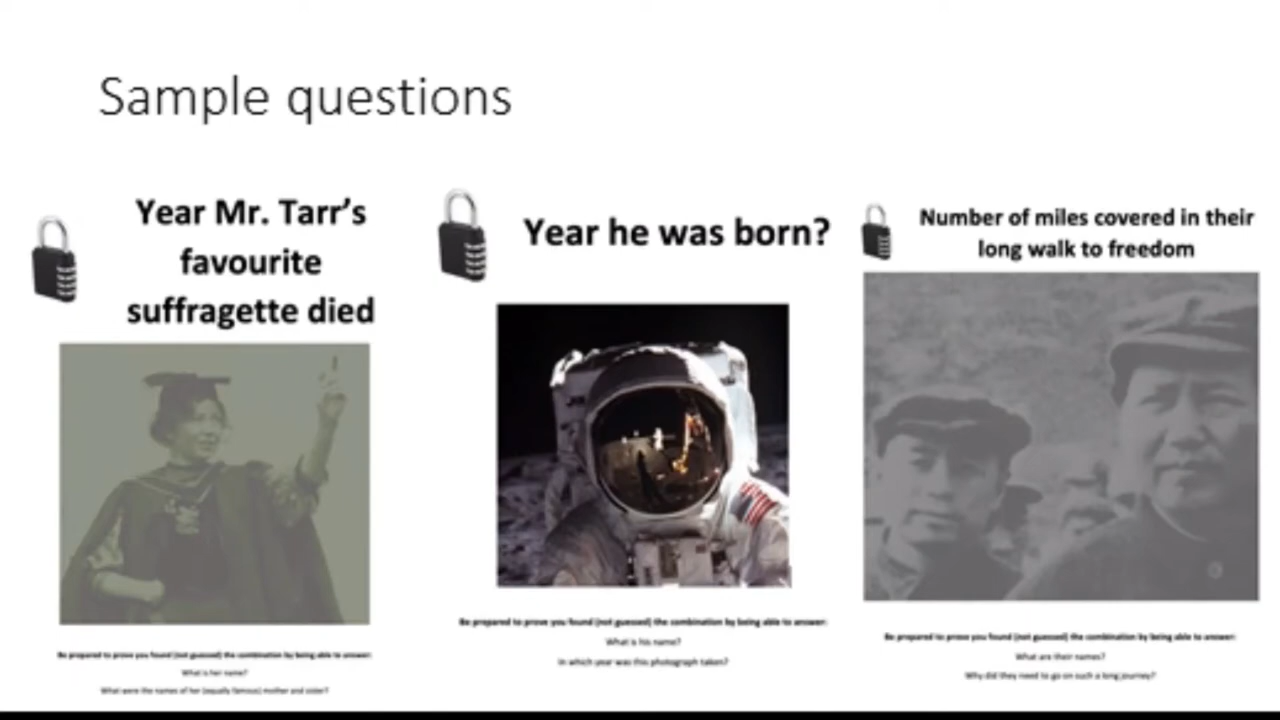 Sample questions
Year Mr. Tarr's
favourite
suffragette died
Be prepared to prove you found (not guessed) the combination by being able to answer:
What is her name?
What were the names of her (equally famous) mother and sister?
Year he was born?
Be prepared to prove you found (not guessed) the combination by being able to answer:
What is his name?
In which year was this photograph taken?
Number of miles covered in their
long walk to freedom
Be prepared to prove you found (not guessed) the combination by being able to answer:
What are their names?
Why did they need to go on such a long journey?